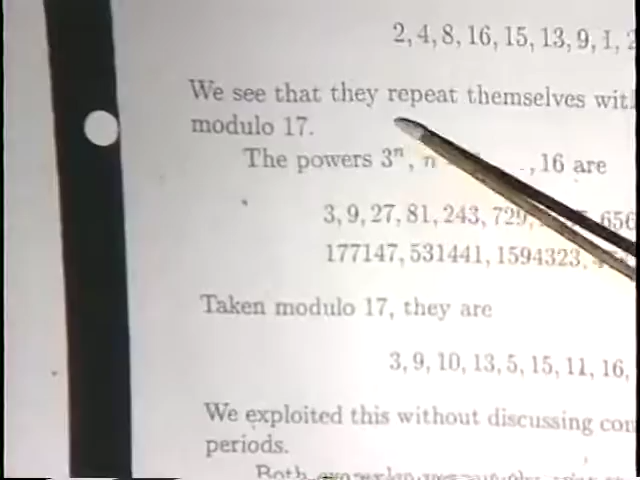 2, 4, 8, 16, 15, 13, 9, 1, 2
We see that they repeat themselves wit
modulo 17.
The powers 3ⁿ, n , 16 are
3, 9, 27, 81, 243, 729, 656
177147, 531441, 1594323,
Taken modulo 17, they are
3, 9, 10, 13, 5, 15, 11, 16,
We exploited this without discussing con
periods.
Both